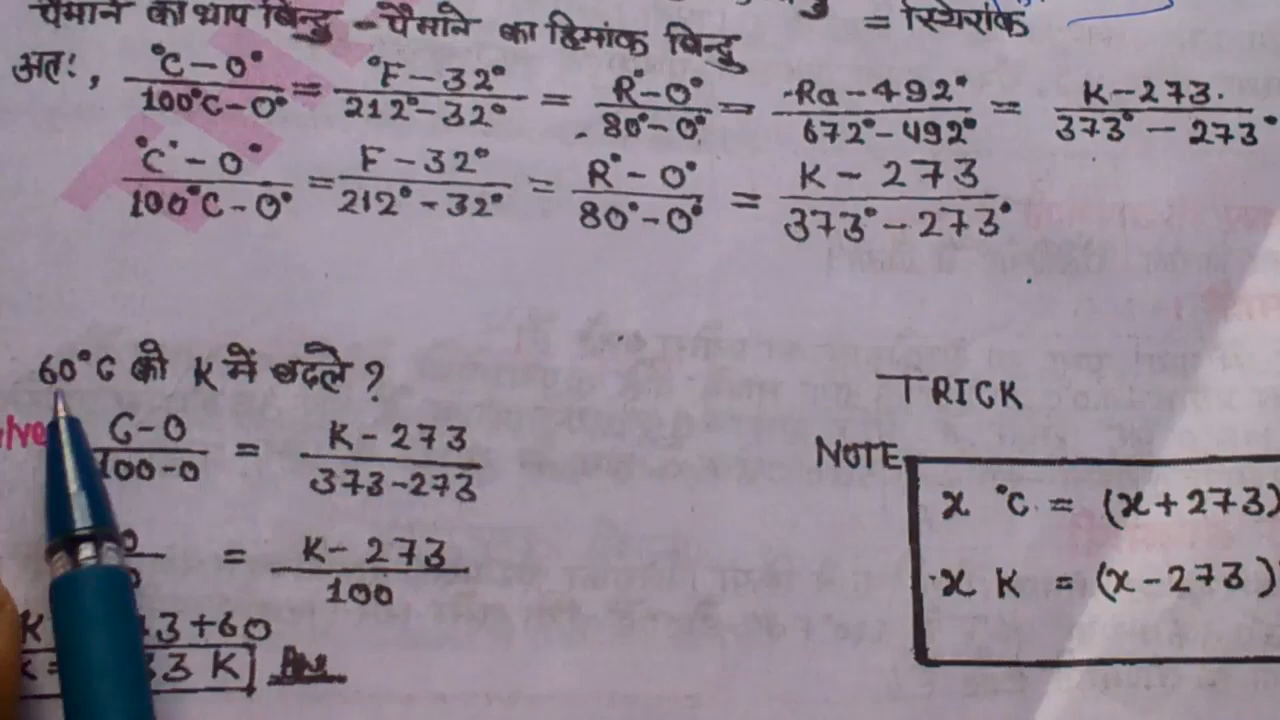 पैमाने का भाप बिन्दु - पैमाने का हिमांक बिन्दु = स्थिरांक
अतः, °C-0° / 100°C-0° = °F-32° / 212°-32° = R°-0° / 80°-0° = Ra-492° / 672°-492° = K-273. / 373°-273°
°C-0° / 100°C-0° = F-32° / 212°-32° = R°-0° / 80°-0° = K-273 / 373°-273°
60°C को K में बदले ?
C-0 / 100-0 = K-273 / 373-273
= K-273 / 100
K 3+60
K = 33 K Ans
TRICK
NOTE
x °C = (x+273)
x K = (x-273)